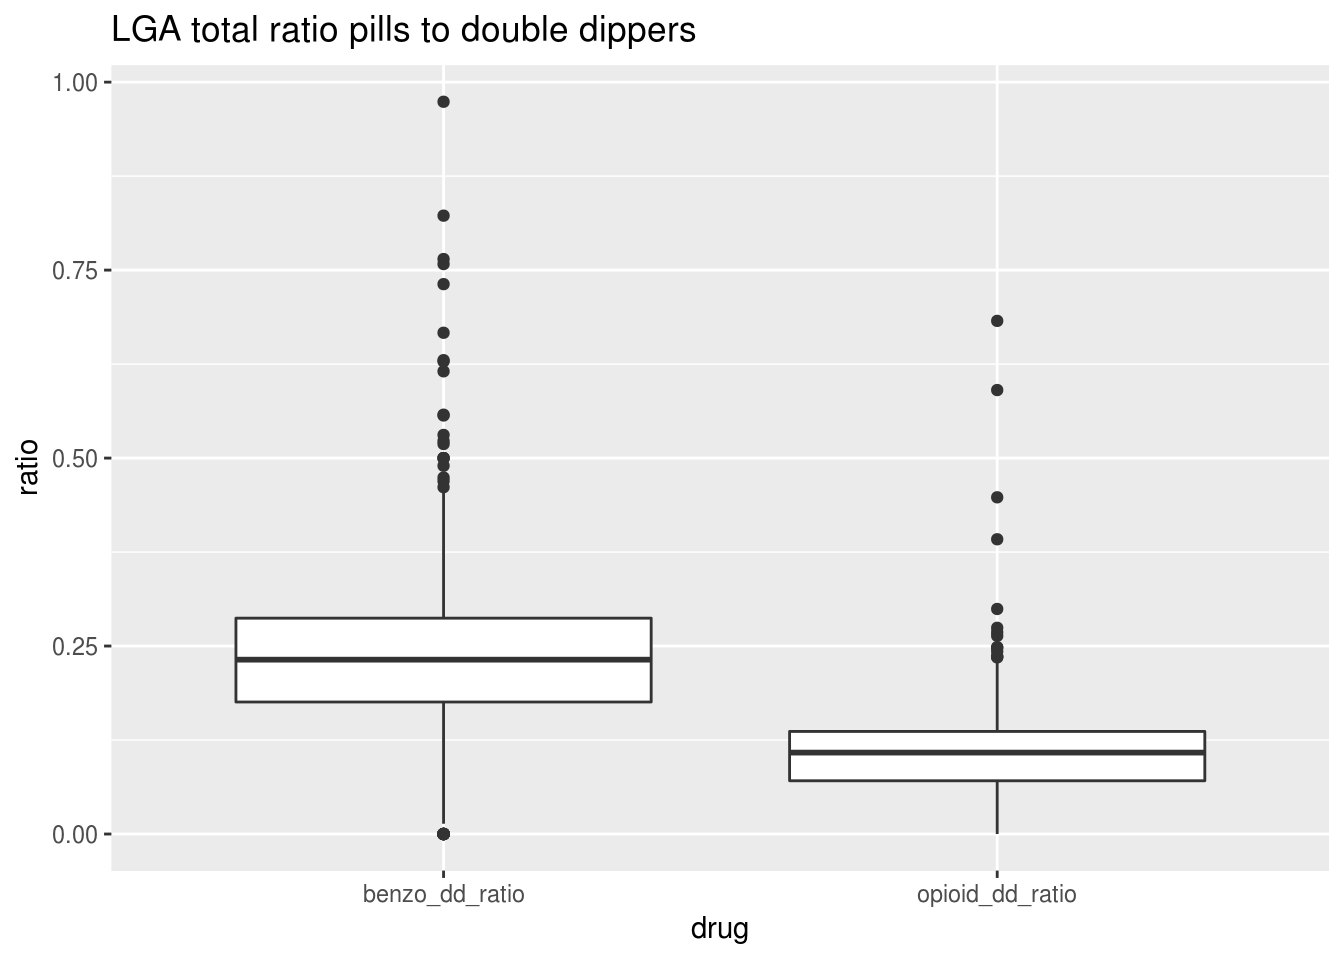 LGA total ratio pills to double dippers
1.00
0.75
0.50
0.25
0.00
ratio
benzo_dd_ratio
opioid_dd_ratio
drug